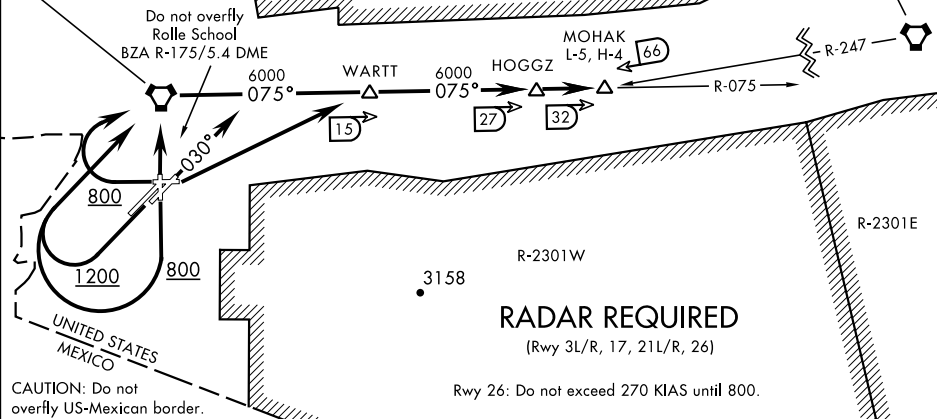 Do not overfly
Rolle School
BZA R-175/5.4 DME
6000
075°
WARTT
6000
075°
HOGGZ
MOHAK
L-5, H-4
66
R-247
R-075
15
27
32
030°
800
1200
800
R-2301E
R-2301W
3158
RADAR REQUIRED
(Rwy 3L/R, 17, 21L/R, 26)
UNITED STATES
MEXICO
CAUTION: Do not
overfly US-Mexican border.
Rwy 26: Do not exceed 270 KIAS until 800.